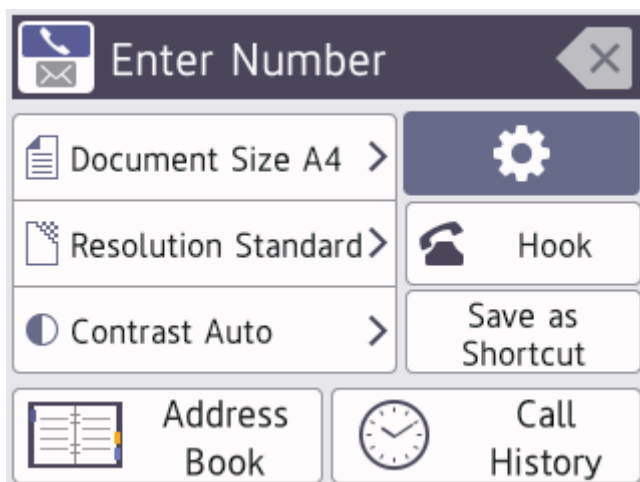 Enter Number
Document Size A4
Resolution Standard
Hook
Contrast Auto
Save as
Shortcut
Address
Book
Call
History